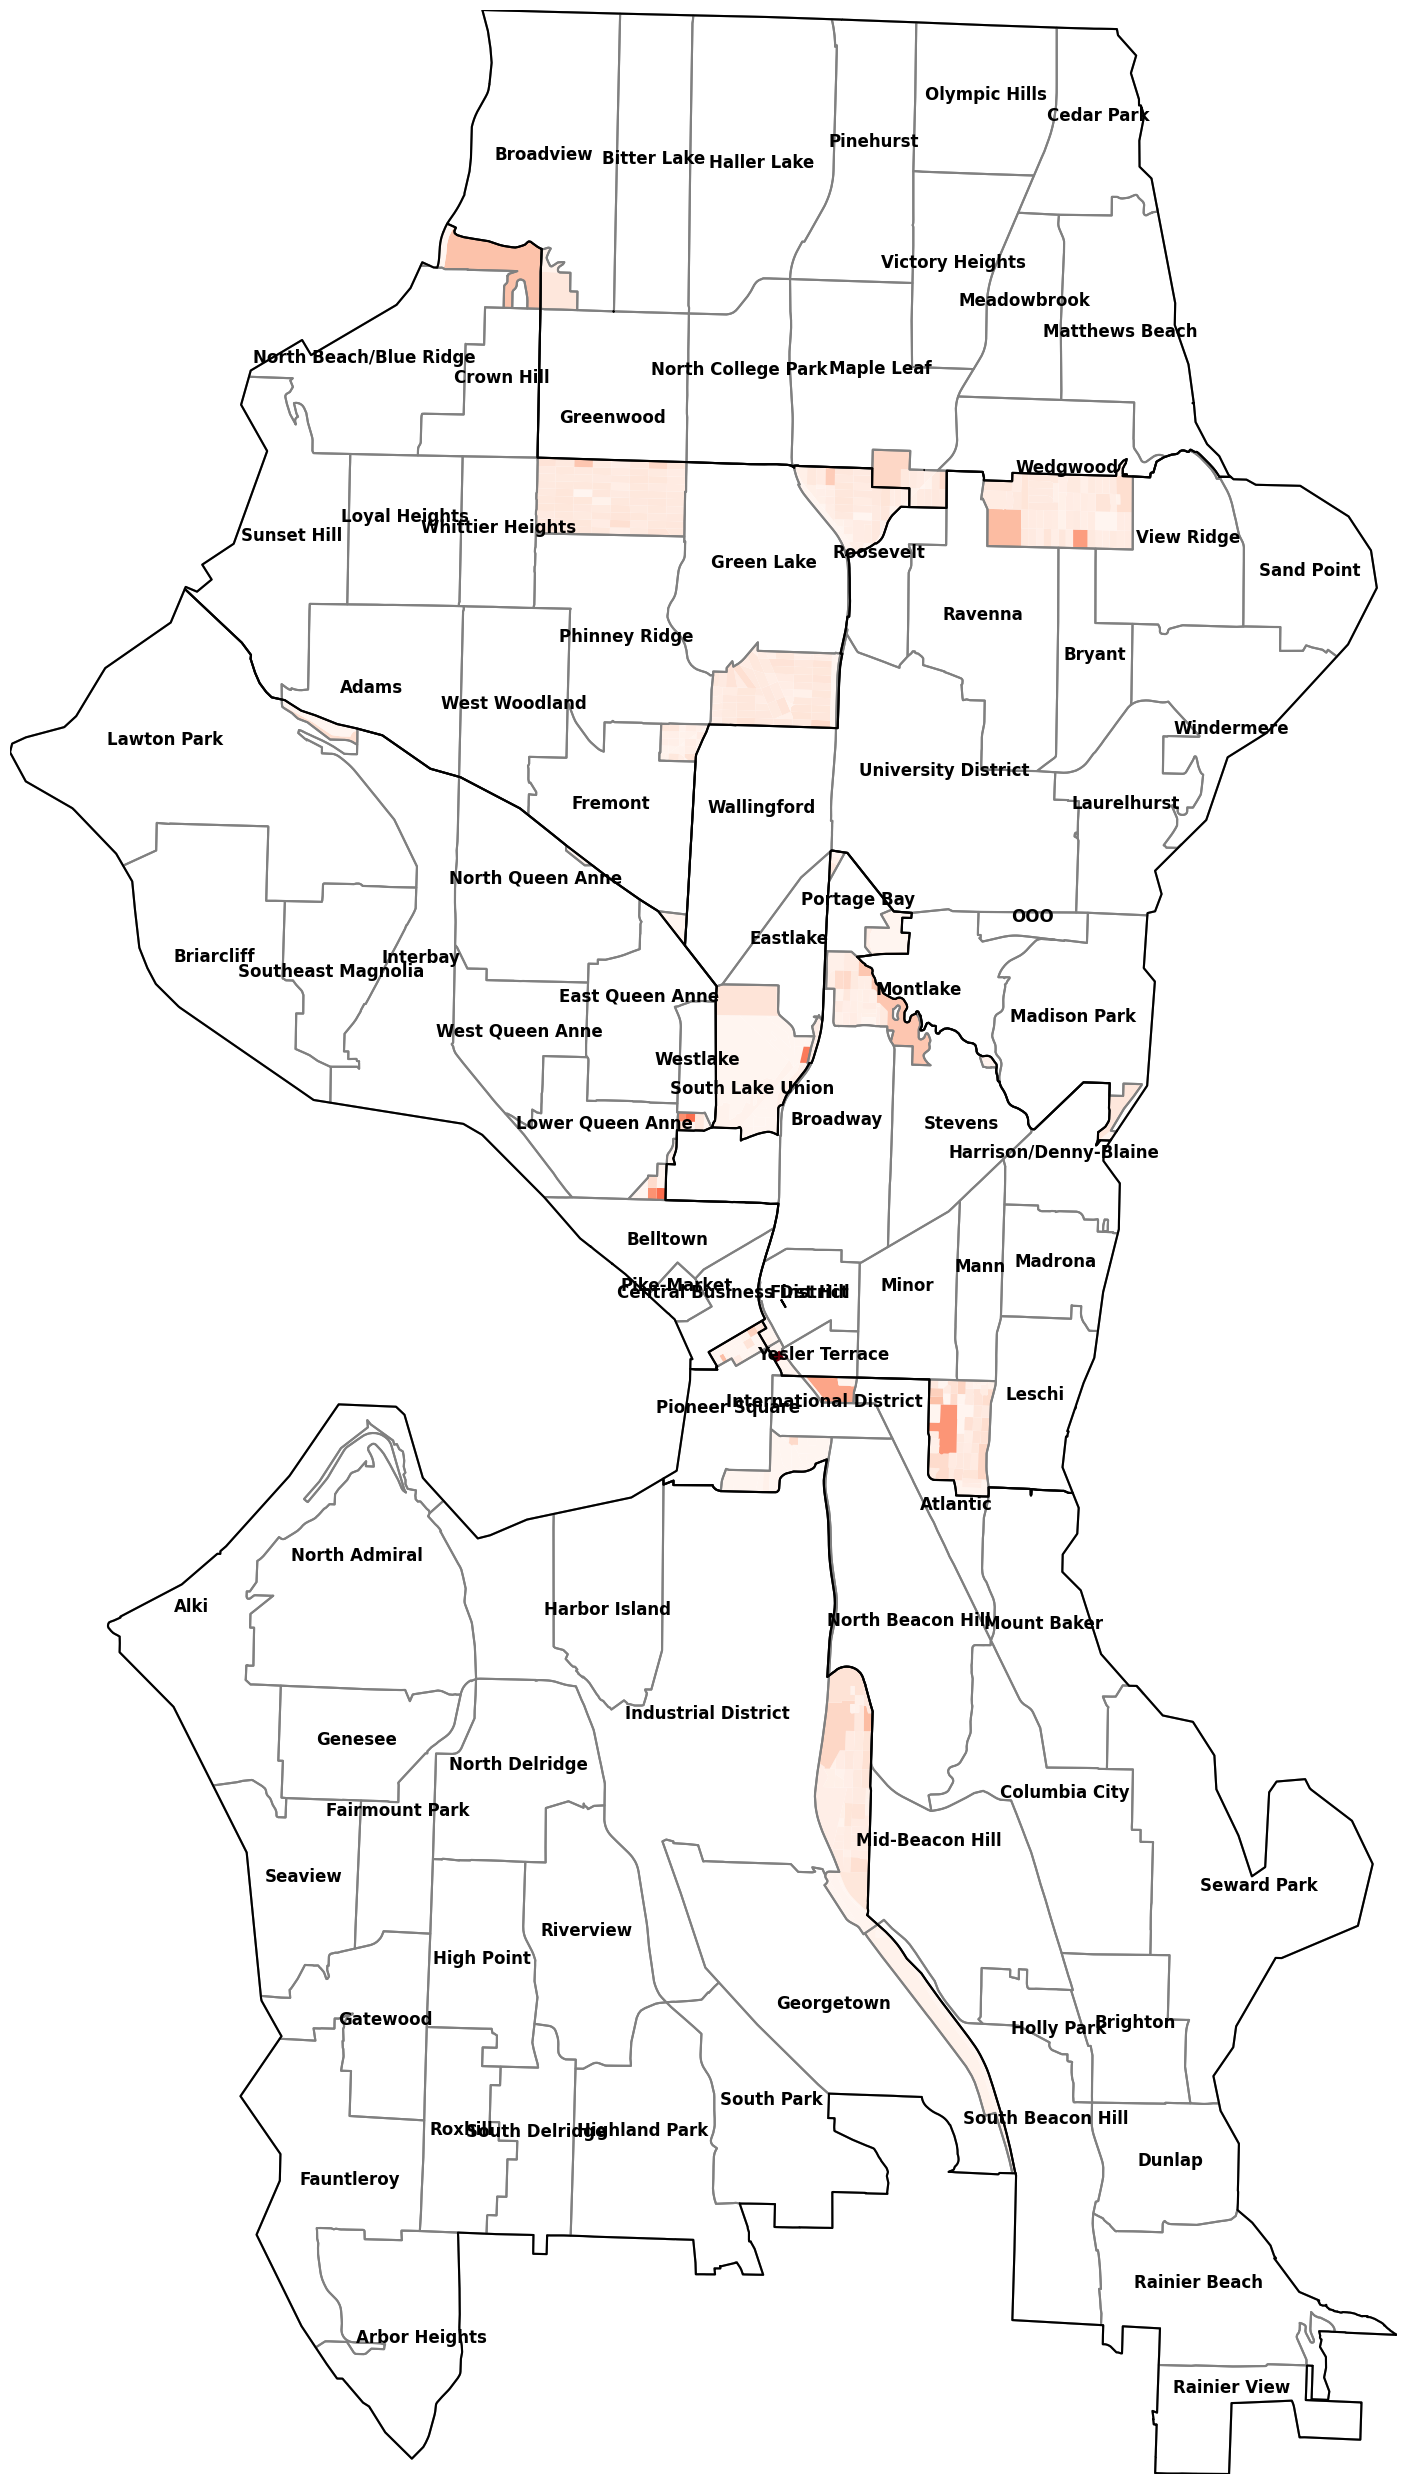 Olympic Hills
Cedar Park
Pinehurst
Broadview
Bitter Lake
Haller Lake
Victory Heights
Meadowbrook
Matthews Beach
North Beach/Blue Ridge
Crown Hill
North College Park
Maple Leaf
Greenwood
Wedgwood
Loyal Heights
Whittier Heights
Sunset Hill
View Ridge
Roosevelt
Green Lake
Sand Point
Ravenna
Phinney Ridge
Bryant
Adams
West Woodland
Windermere
Lawton Park
University District
Fremont
Wallingford
Laurelhurst
North Queen Anne
Portage Bay
OOO
Eastlake
Briarcliff
Interbay
Southeast Magnolia
Montlake
East Queen Anne
Madison Park
West Queen Anne
Westlake
South Lake Union
Broadway
Stevens
Lower Queen Anne
Harrison/Denny-Blaine
Belltown
Madrona
Mann
Pike-Market
Minor
Central Business District
First Hill
Yesler Terrace
Leschi
International District
Pioneer Square
Atlantic
North Admiral
Alki
Harbor Island
North Beacon Hill
Mount Baker
Industrial District
Genesee
North Delridge
Columbia City
Fairmount Park
Mid-Beacon Hill
Seaview
Seward Park
Riverview
High Point
Georgetown
Gatewood
Holly Park
Brighton
South Park
South Beacon Hill
Roxhill
South Delridge
Highland Park
Dunlap
Fauntleroy
Rainier Beach
Arbor Heights
Rainier View